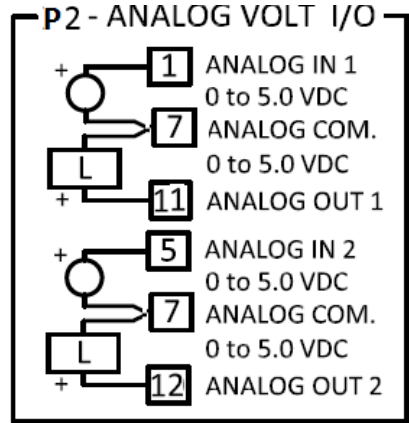 P2 - ANALOG VOLT I/O
+ 1 ANALOG IN 1
0 to 5.0 VDC
7 ANALOG COM.
L 0 to 5.0 VDC
+ 11 ANALOG OUT 1
+ 5 ANALOG IN 2
0 to 5.0 VDC
7 ANALOG COM.
L 0 to 5.0 VDC
+ 12 ANALOG OUT 2